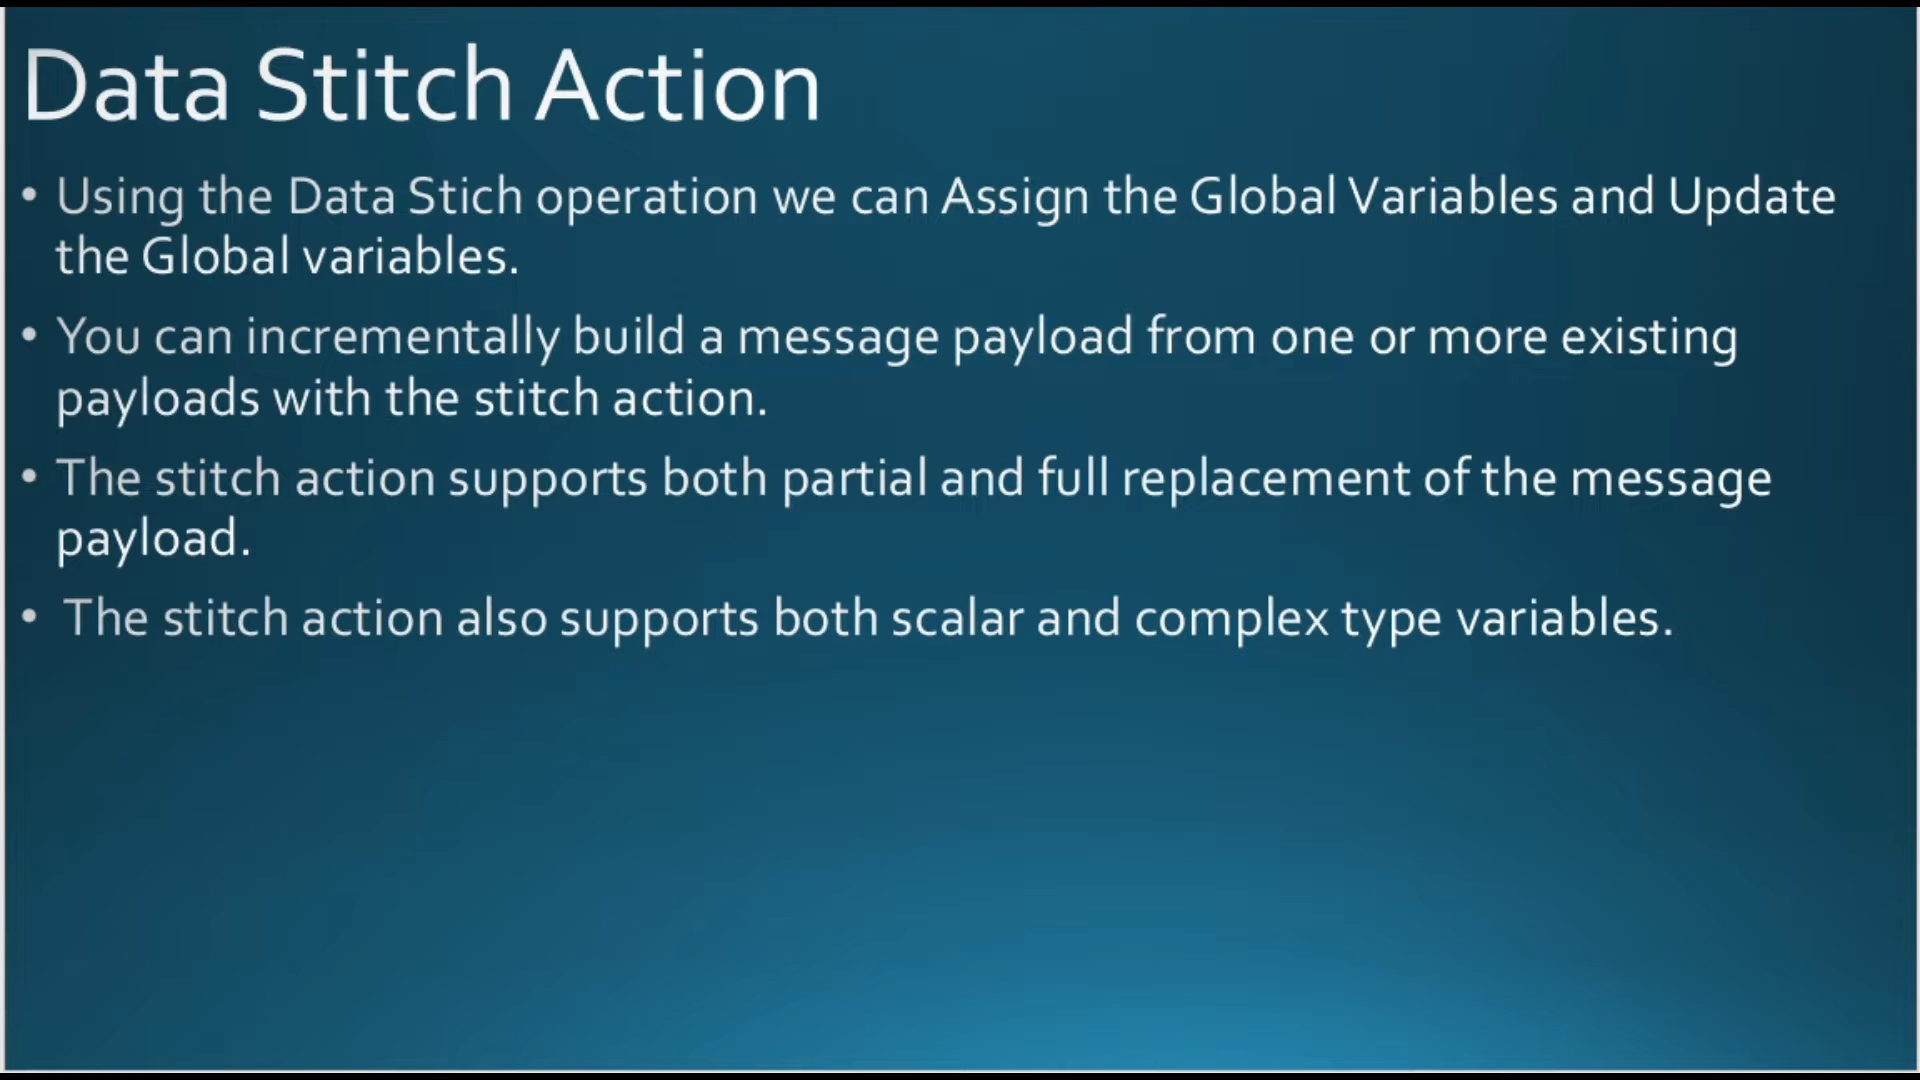 Data Stitch Action
• Using the Data Stich operation we can Assign the Global Variables and Update
the Global variables.
• You can incrementally build a message payload from one or more existing
payloads with the stitch action.
• The stitch action supports both partial and full replacement of the message
payload.
• The stitch action also supports both scalar and complex type variables.